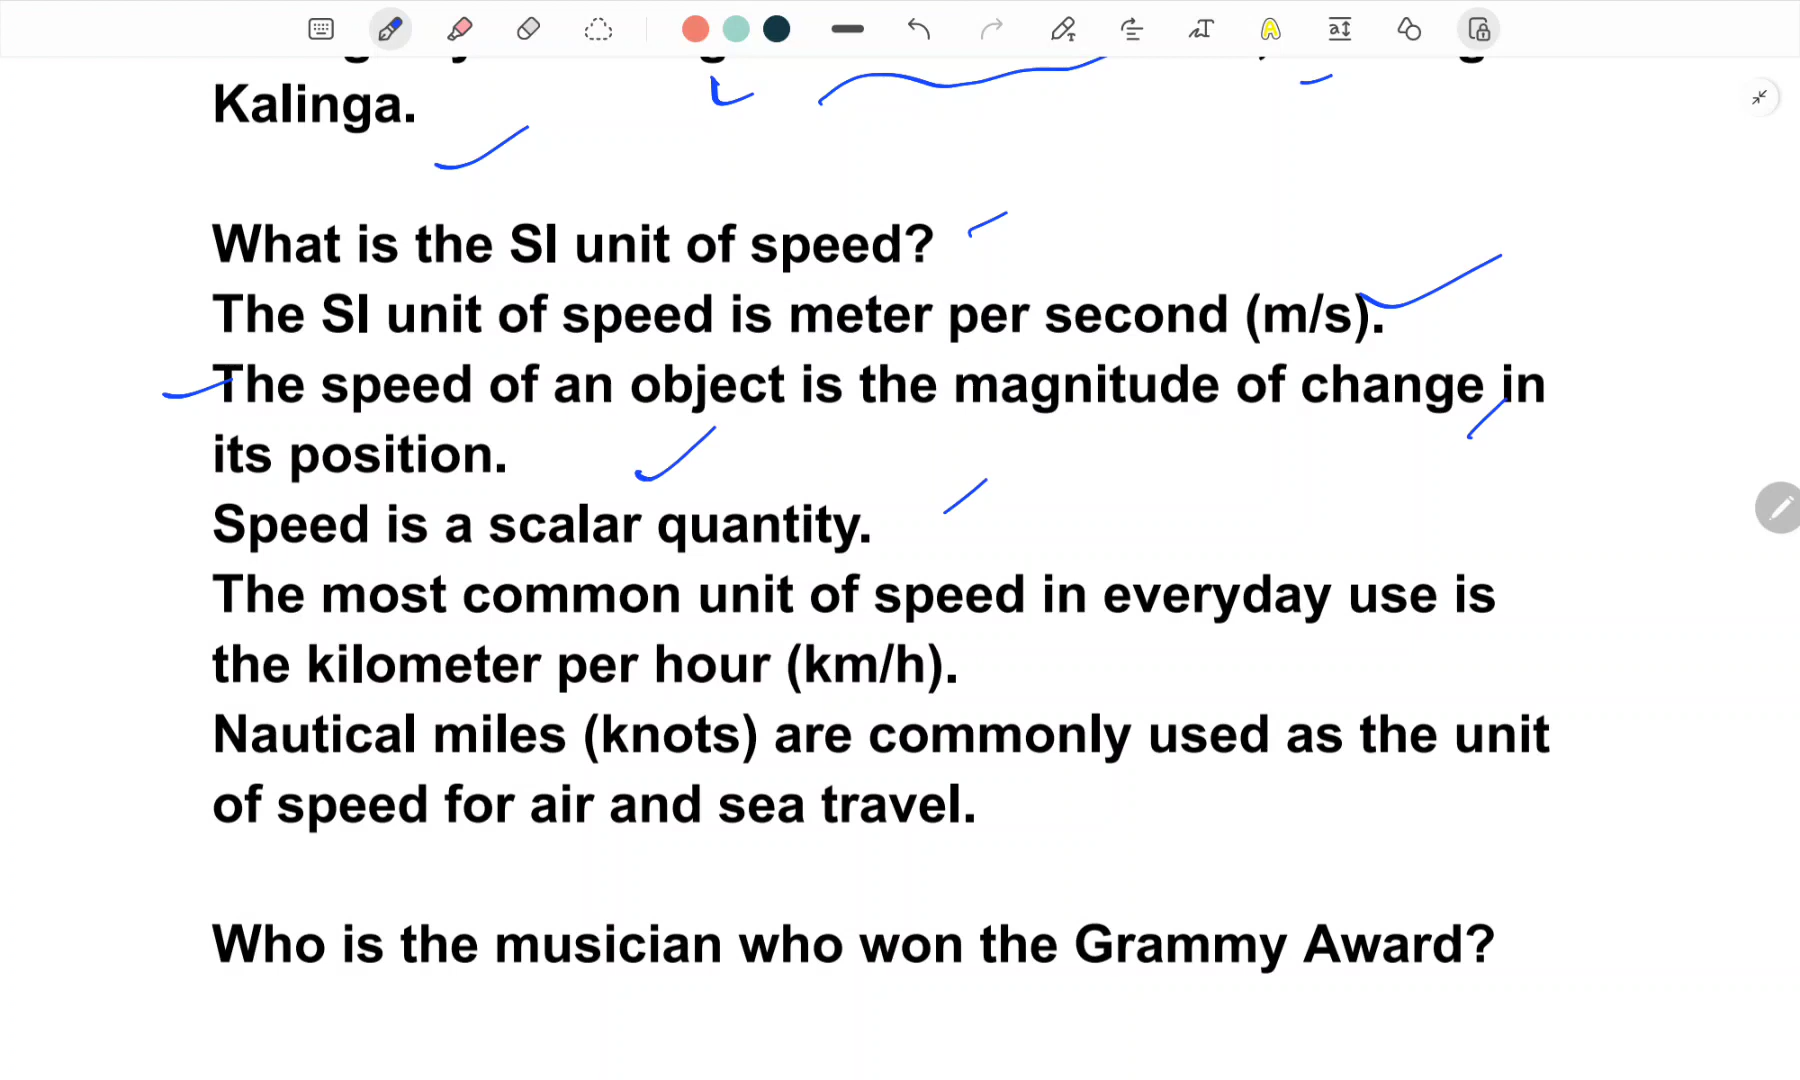 Kalinga.
What is the SI unit of speed?
The SI unit of speed is meter per second (m/s).
The speed of an object is the magnitude of change in
its position.
Speed is a scalar quantity.
The most common unit of speed in everyday use is
the kilometer per hour (km/h).
Nautical miles (knots) are commonly used as the unit
of speed for air and sea travel.
Who is the musician who won the Grammy Award?